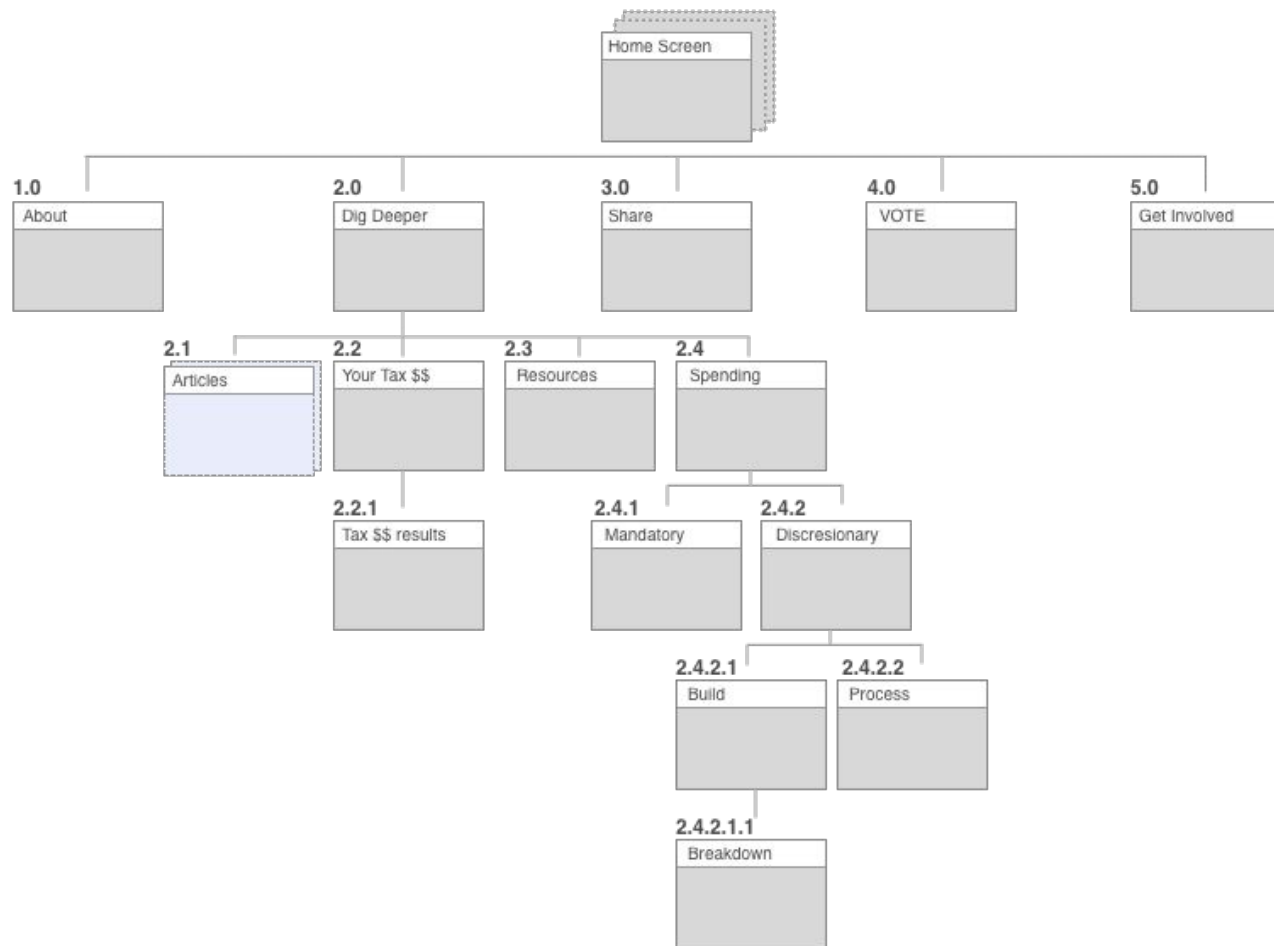 Home Screen
1.0
2.0
3.0
4.0
5.0
About
Dig Deeper
Share
VOTE
Get Involved
2.1
2.2
2.3
2.4
Articles
Your Tax $$
Resources
Spending
2.2.1
2.4.1
2.4.2
Tax $$ results
Mandatory
Discresionary
2.4.2.1
2.4.2.2
Build
Process
2.4.2.1.1
Breakdown